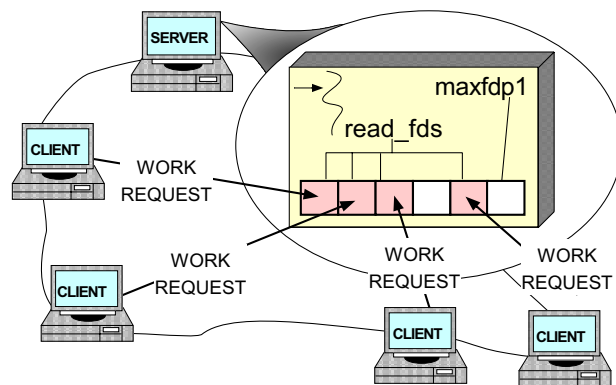 SERVER
maxfdp1
read_fds
CLIENT
WORK
REQUEST
WORK
REQUEST
WORK
REQUEST
WORK
REQUEST
CLIENT
CLIENT
CLIENT